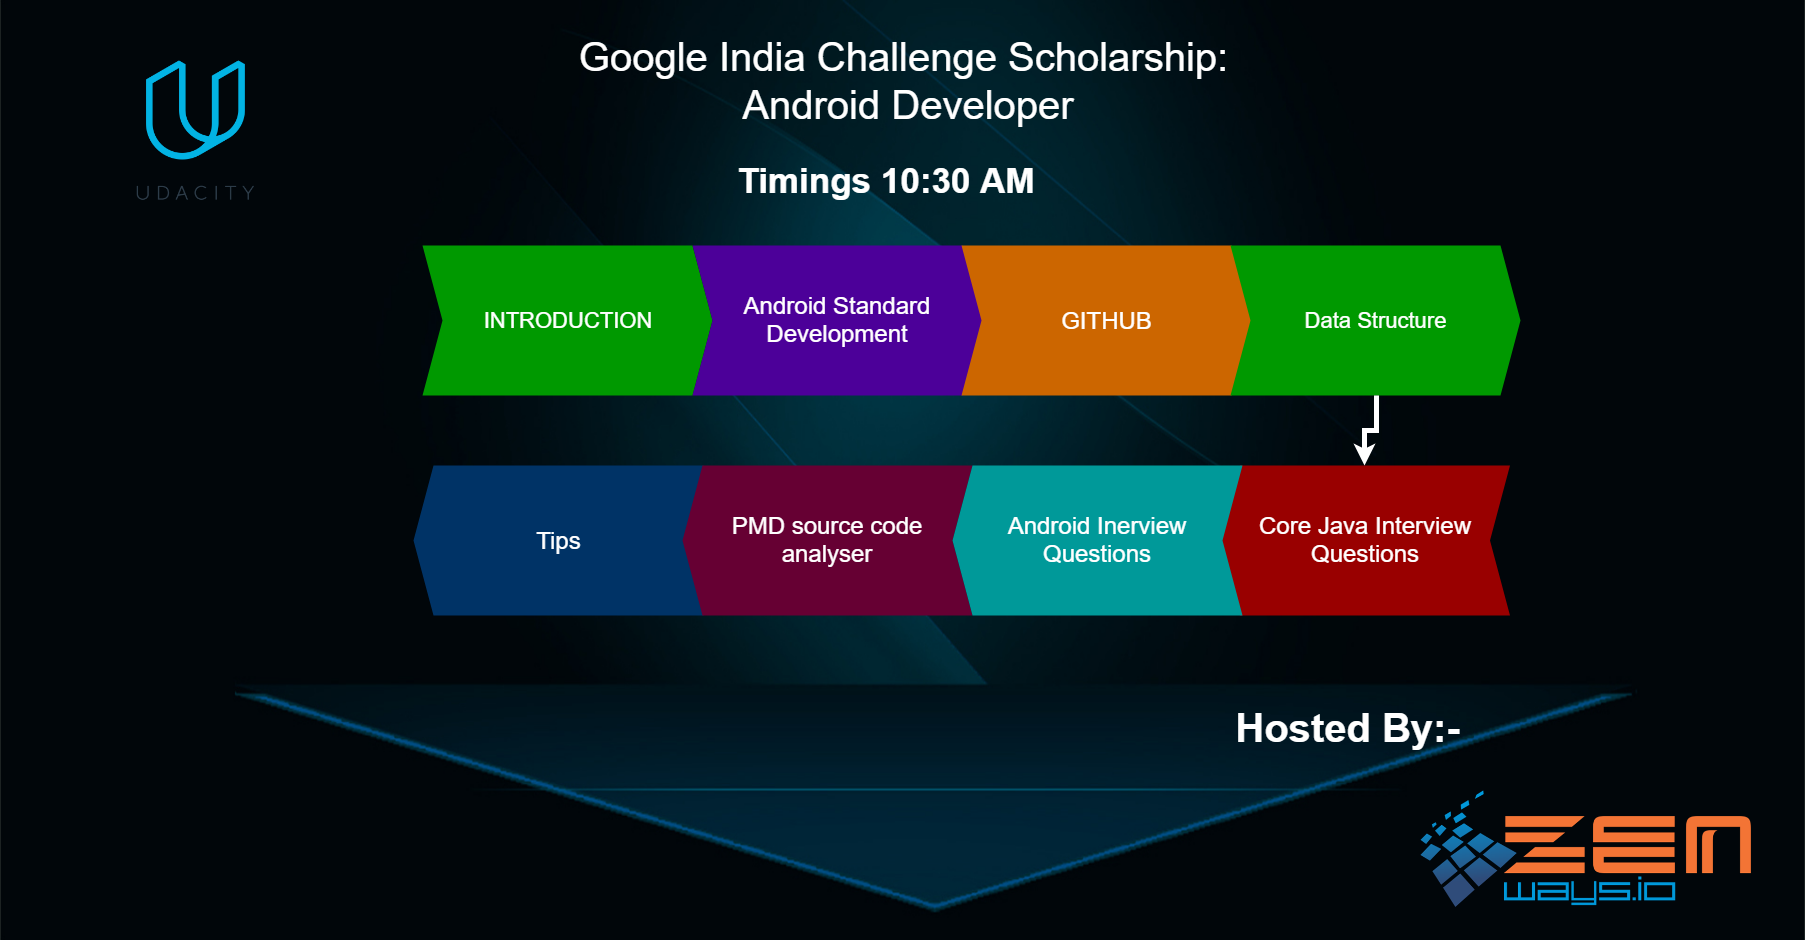 Google India Challenge Scholarship:
Android Developer
UDACITY
Timings 10:30 AM
INTRODUCTION
Android Standard
Development
GITHUB
Data Structure
Tips
PMD source code
analyser
Android Inerview
Questions
Core Java Interview
Questions
Hosted By:-
ZEN
ways.io